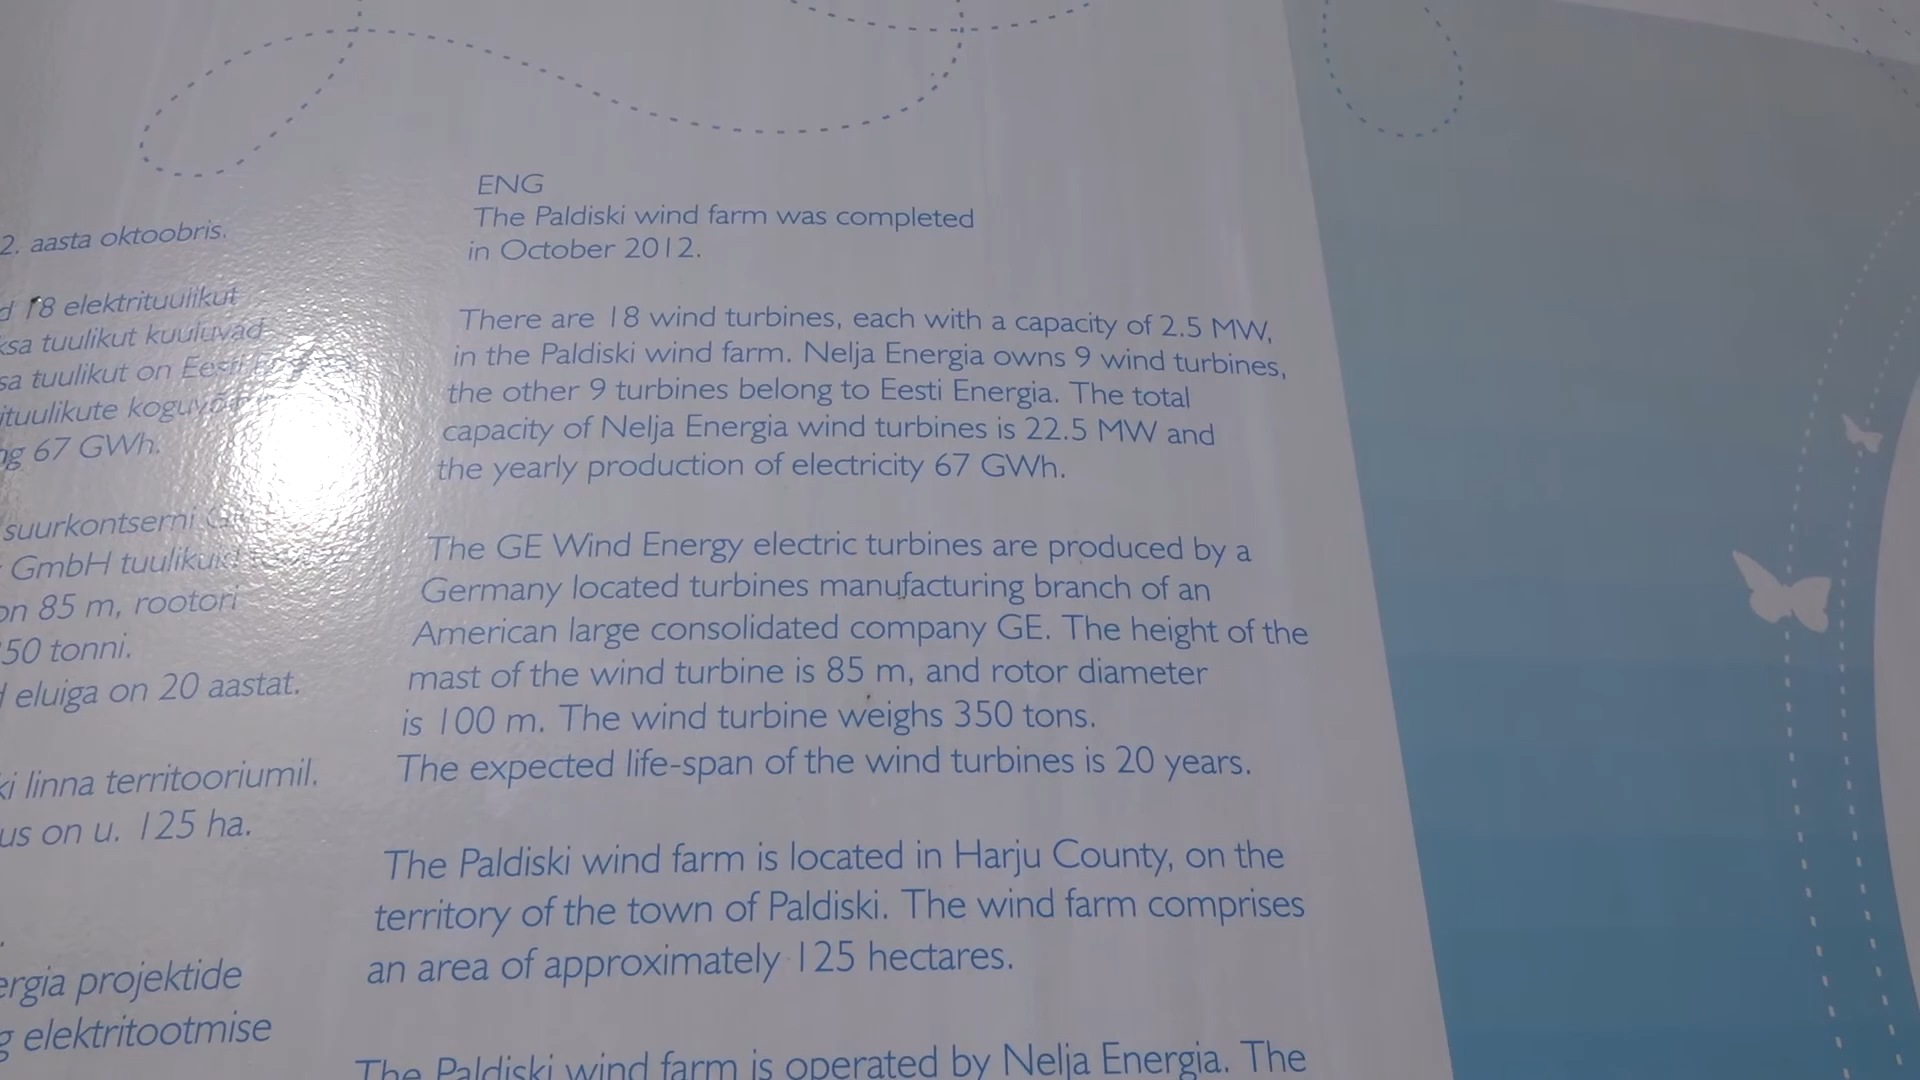 2. aasta oktoobris.
18 elektrituulikut
tuulikut kuuluvad
tuulikut on Eesti
67 GWh.
suurkontserni
GmbH tuulikuid
on 85 m, rootori
350 tonni.
eluiga on 20 aastat.
linna territooriumil.
on u. 125 ha.
projektide
elektritootmise
ENG
The Paldiski wind farm was completed
in October 2012.
There are 18 wind turbines, each with a capacity of 2.5 MW,
in the Paldiski wind farm. Nelja Energia owns 9 wind turbines,
the other 9 turbines belong to Eesti Energia. The total
capacity of Nelja Energia wind turbines is 22.5 MW and
the yearly production of electricity 67 GWh.
The GE Wind Energy electric turbines are produced by a
Germany located turbines manufacturing branch of an
American large consolidated company GE. The height of the
mast of the wind turbine is 85 m, and rotor diameter
is 100 m. The wind turbine weighs 350 tons.
The expected life-span of the wind turbines is 20 years.
The Paldiski wind farm is located in Harju County, on the
territory of the town of Paldiski. The wind farm comprises
an area of approximately 125 hectares.
The Paldiski wind farm is operated by Nelja Energia. The